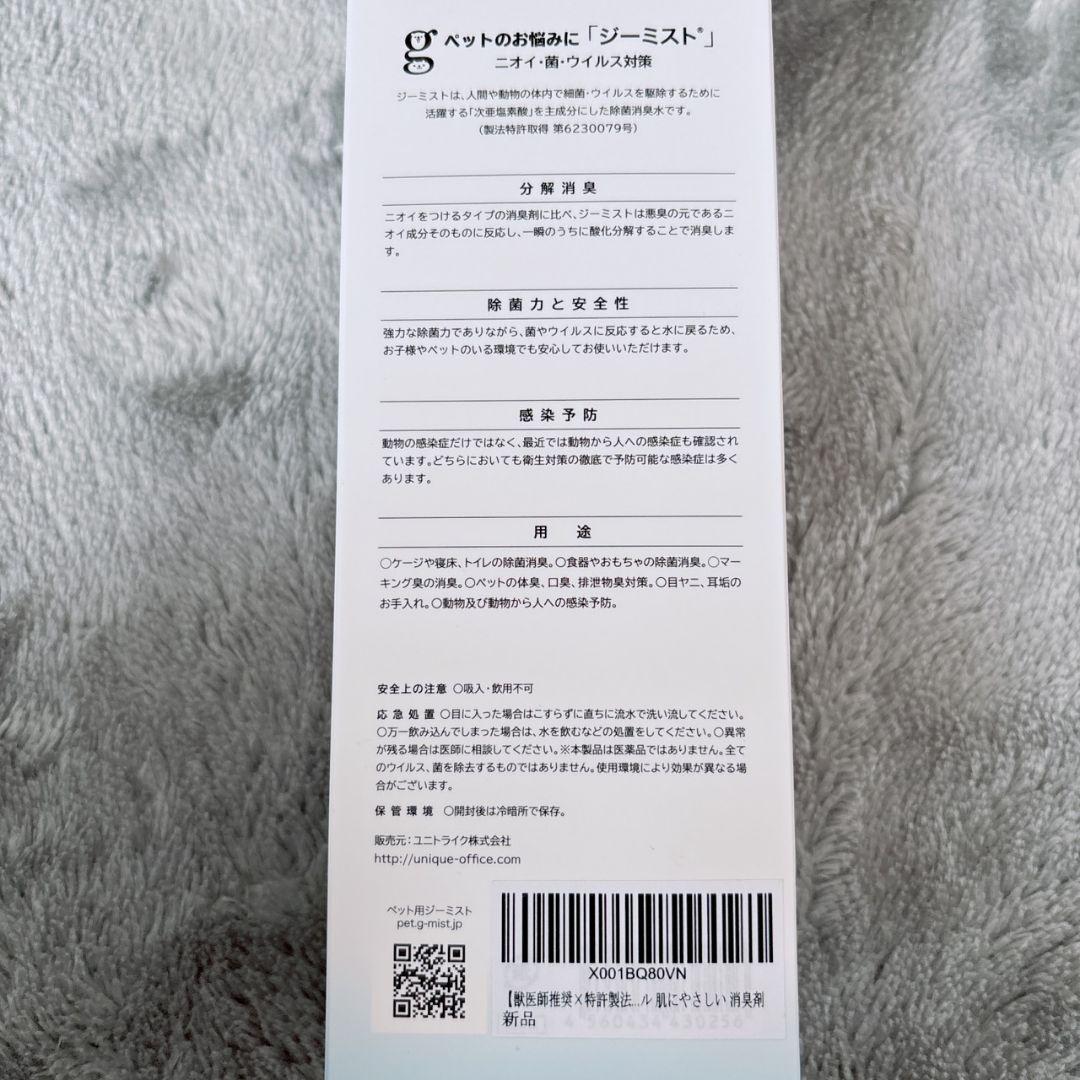 g ペットのお悩みに「ジーミスト®」
ニオイ・菌・ウイルス対策
ジーミストは、人間や動物の体内で細菌・ウイルスを駆除するために
活躍する「次亜塩素酸」を主成分にした除菌消臭水です。
(製法特許取得 第6230079号)
分解消臭
ニオイをつけるタイプの消臭剤に比べ、ジーミストは悪臭の元であるニ
オイ成分そのものに反応し、一瞬のうちに酸化分解することで消臭しま
す。
除菌力と安全性
強力な除菌力でありながら、菌やウイルスに反応すると水に戻るため、
お子様やペットのいる環境でも安心してお使いいただけます。
感染予防
動物の感染症だけではなく、最近では動物から人への感染症も確認され
ています。どちらにおいても衛生対策の徹底で予防可能な感染症は多く
あります。
用 途
○ケージや寝床、トイレの除菌消臭。○食器やおもちゃの除菌消臭。○マー
キング臭の消臭。○ペットの体臭、口臭、排泄物臭対策。○目ヤニ、耳垢の
お手入れ。○動物及び動物から人への感染予防。
安全上の注意 ○吸入・飲用不可
応急処置 ○目に入った場合はこすらずに直ちに流水で洗い流してください。
○万一飲み込んでしまった場合は、水を飲むなどの処置をしてください。○異常
が残る場合は医師に相談してください。※本製品は医薬品ではありません。全て
のウイルス、菌を除去するものではありません。使用環境により効果が異なる場
合がございます。
保管環境 ○開封後は冷暗所で保存。
販売元：ユニトライク株式会社
http://unique-office.com
ペット用ジーミスト
pet.g-mist.jp
X001BQ80VN
【獣医師推奨×特許製法...ル 肌にやさしい 消臭剤
新品
4 560434 430256